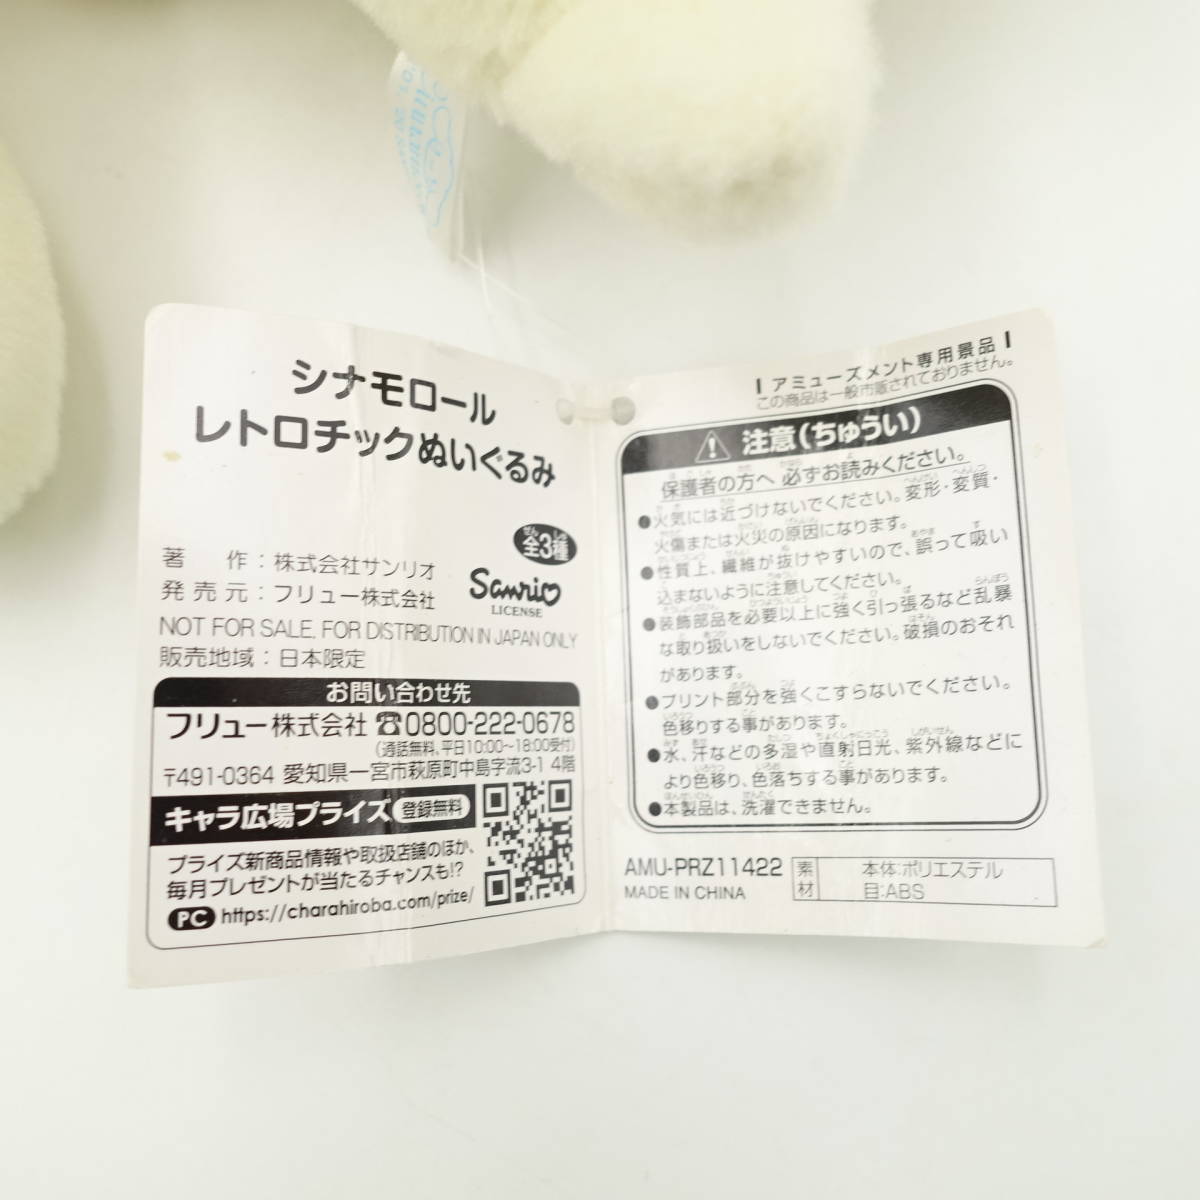 シナモロール
レトロチックぬいぐるみ
全3種
著 作：株式会社サンリオ
発 売 元：フリュー株式会社
Sanrio
LICENSE
NOT FOR SALE, FOR DISTRIBUTION IN JAPAN ONLY
販売地域：日本限定
お問い合わせ先
フリュー株式会社 ☎0800-222-0678
(通話無料、平日10:00～18:00受付)
〒491-0364 愛知県一宮市萩原町中島字流3-1 4階
キャラ広場プライズ 登録無料
プライズ新商品情報や取扱店舗のほか、
毎月プレゼントが当たるチャンスも!?
PC https://charahiroba.com/prize/
アミューズメント専用景品
この商品は一般市販されておりません。
注意(ちゅうい)
保護者の方へ 必ずお読みください。
●火気には近づけないでください。変形・変質・
火傷または火災の原因になります。
●性質上、繊維が抜けやすいので、誤って吸い
込まないように注意してください。
●装飾部品を必要以上に強く引っ張るなど乱暴
な取り扱いをしないでください。破損のおそれ
があります。
●プリント部分を強くこすらないでください。
色移りする事があります。
●水、汗などの多湿や直射日光、紫外線などに
より色移り、色落ちする事があります。
●本製品は、洗濯できません。
AMU-PRZ11422
MADE IN CHINA
素材
本体:ポリエステル
目:ABS